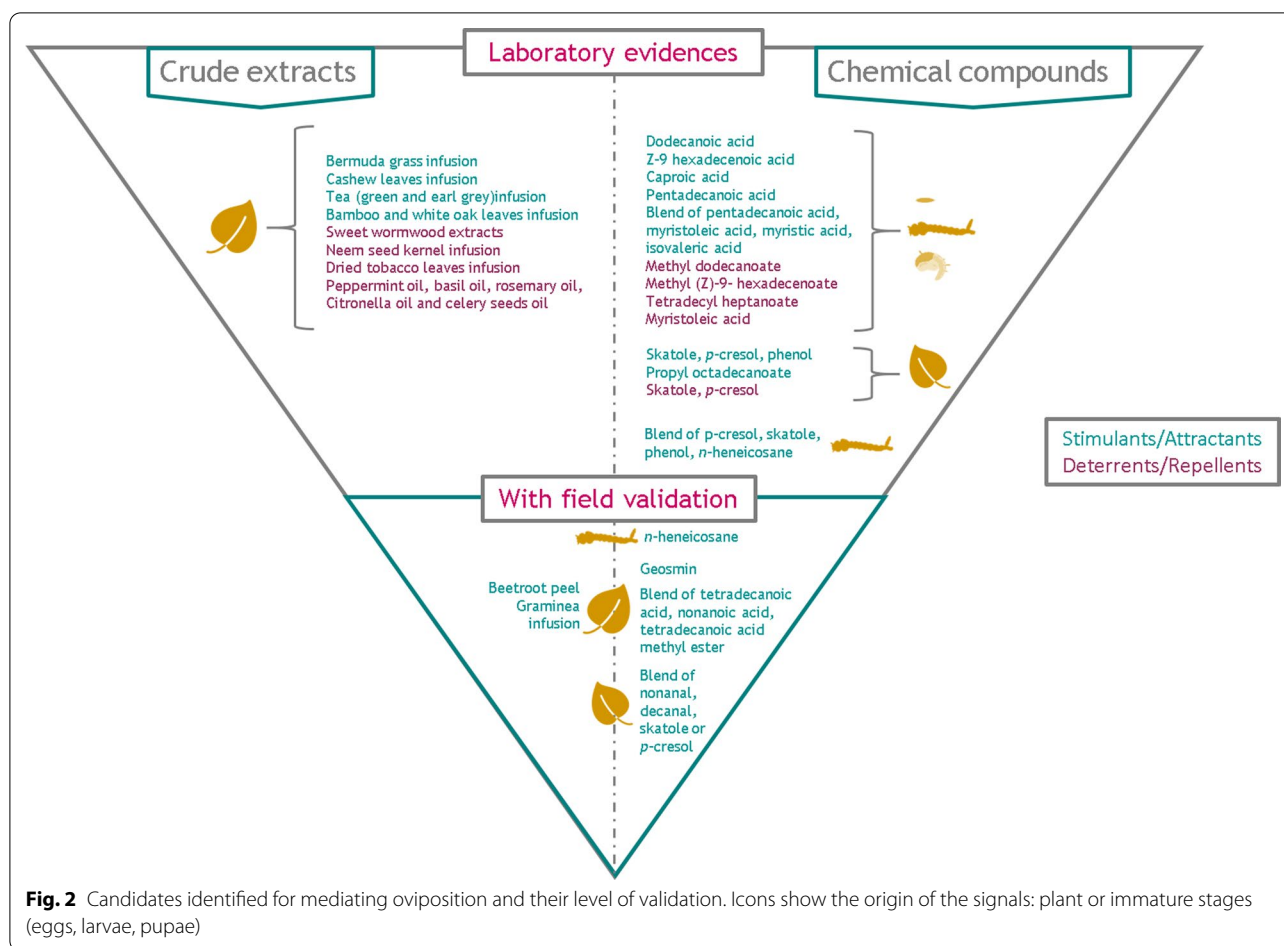 Laboratory evidences
Crude extracts
Chemical compounds
Bermuda grass infusion
Cashew leaves infusion
Tea (green and earl grey)infusion
Bamboo and white oak leaves infusion
Sweet wormwood extracts
Neem seed kernel infusion
Dried tobacco leaves infusion
Peppermint oil, basil oil, rosemary oil,
Citronella oil and celery seeds oil
Dodecanoic acid
Z-9 hexadecenoic acid
Caproic acid
Pentadecanoic acid
Blend of pentadecanoic acid,
myristoleic acid, myristic acid,
isovaleric acid
Methyl dodecanoate
Methyl (Z)-9- hexadecenoate
Tetradecyl heptanoate
Myristoleic acid
Skatole, p-cresol, phenol
Propyl octadecanoate
Skatole, p-cresol
Blend of p-cresol, skatole,
phenol, n-heneicosane
Stimulants/Attractants
Deterrents/Repellents
With field validation
n-heneicosane
Beetroot peel
Graminea
infusion
Geosmin
Blend of tetradecanoic
acid, nonanoic acid,
tetradecanoic acid
methyl ester
Blend of
nonanal,
decanal,
skatole or
p-cresol
Fig. 2 Candidates identified for mediating oviposition and their level of validation. Icons show the origin of the signals: plant or immature stages
(eggs, larvae, pupae)